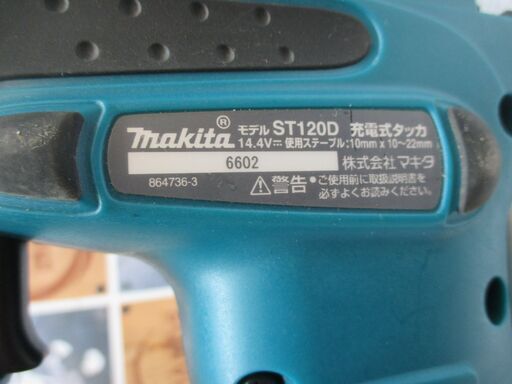 makita® モデル ST120D 充電式タッカ
14.4V⎓ 使用ステープル:10mm x 10~22mm
6602 株式会社 マキタ
864736-3 ⚠警告 ●ご使用前に取扱説明書を
必ずよくお読みください。